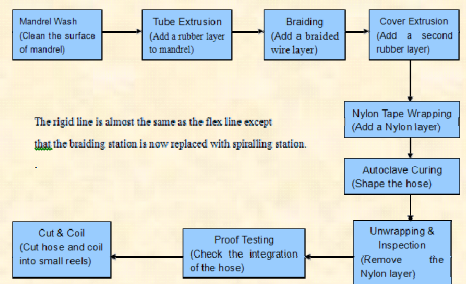 Mandrel Wash
(Clean the surface
of mandrel)
Tube Extrusion
(Add a rubber layer
to mandrel)
Braiding
(Add a braided
wire layer)
Cover Extrusion
(Add a second
rubber layer)
The rigid line is almost the same as the flex line except
that the braiding station is now replaced with spiralling station.
.
Nylon Tape Wrapping
(Add a Nylon layer)
Autoclave Curing
(Shape the hose)
Unwrapping &
Inspection
(Remove the
Nylon layer)
Proof Testing
(Check the integration
of the hose)
Cut & Coil
(Cut hose and coil
into small reels)